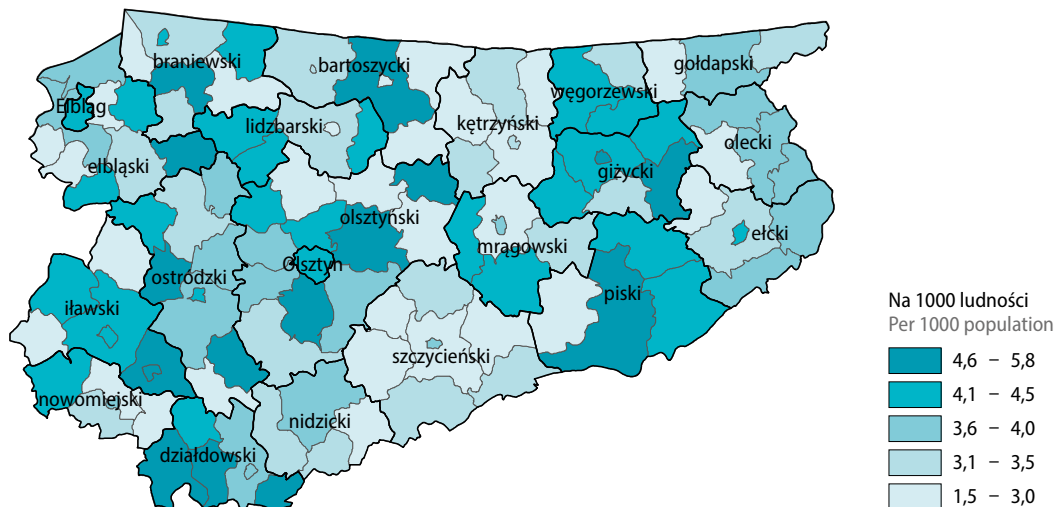 braniewski
bartoszycki
gołdapski
węgorzewski
Elbląg
lidzbarski
kętrzyński
olecki
elbląski
giżycki
olsztyński
mrągowski
ełcki
Olsztyn
ostródzki
piski
iławski
szczycieński
nowomiejski
nidzicki
działdowski
Na 1000 ludności
Per 1000 population
4,6 – 5,8
4,1 – 4,5
3,6 – 4,0
3,1 – 3,5
1,5 – 3,0